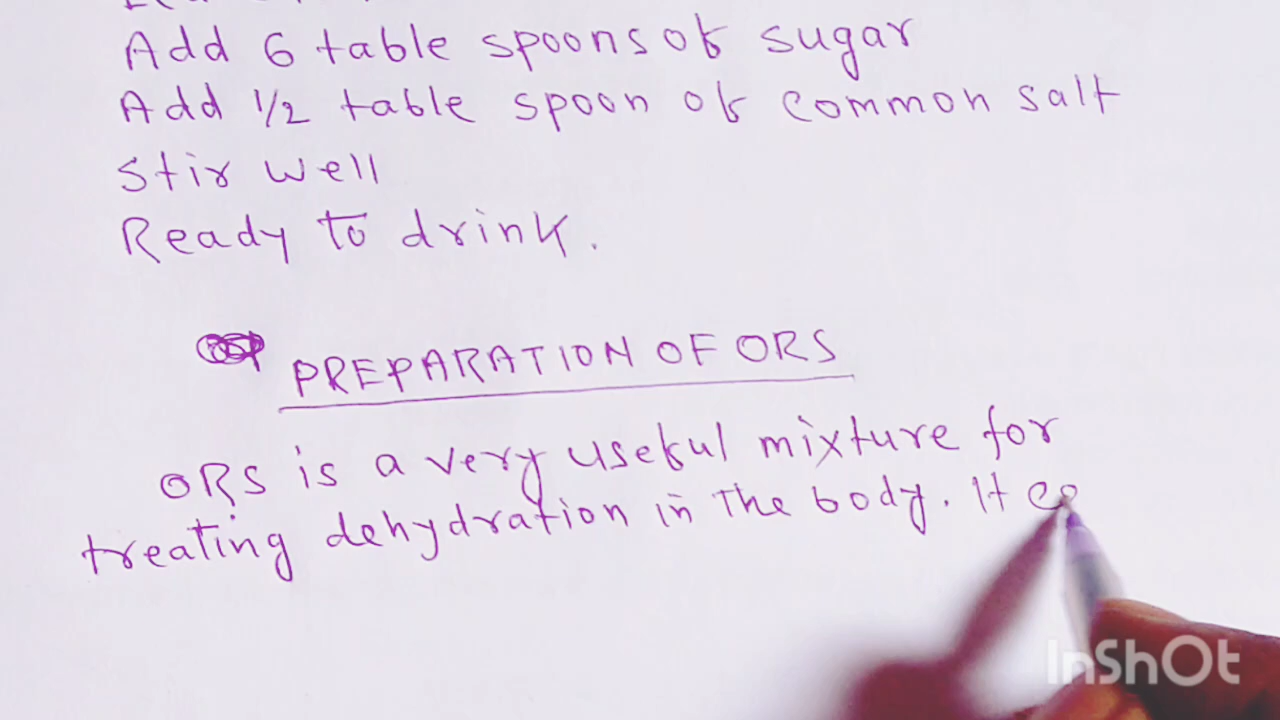 Add 6 table spoons of sugar
Add 1/2 table spoon of common salt
Stir well
Ready to drink.
PREPARATION OF ORS
ORS is a very useful mixture for
treating dehydration in the body. It co
InShOt